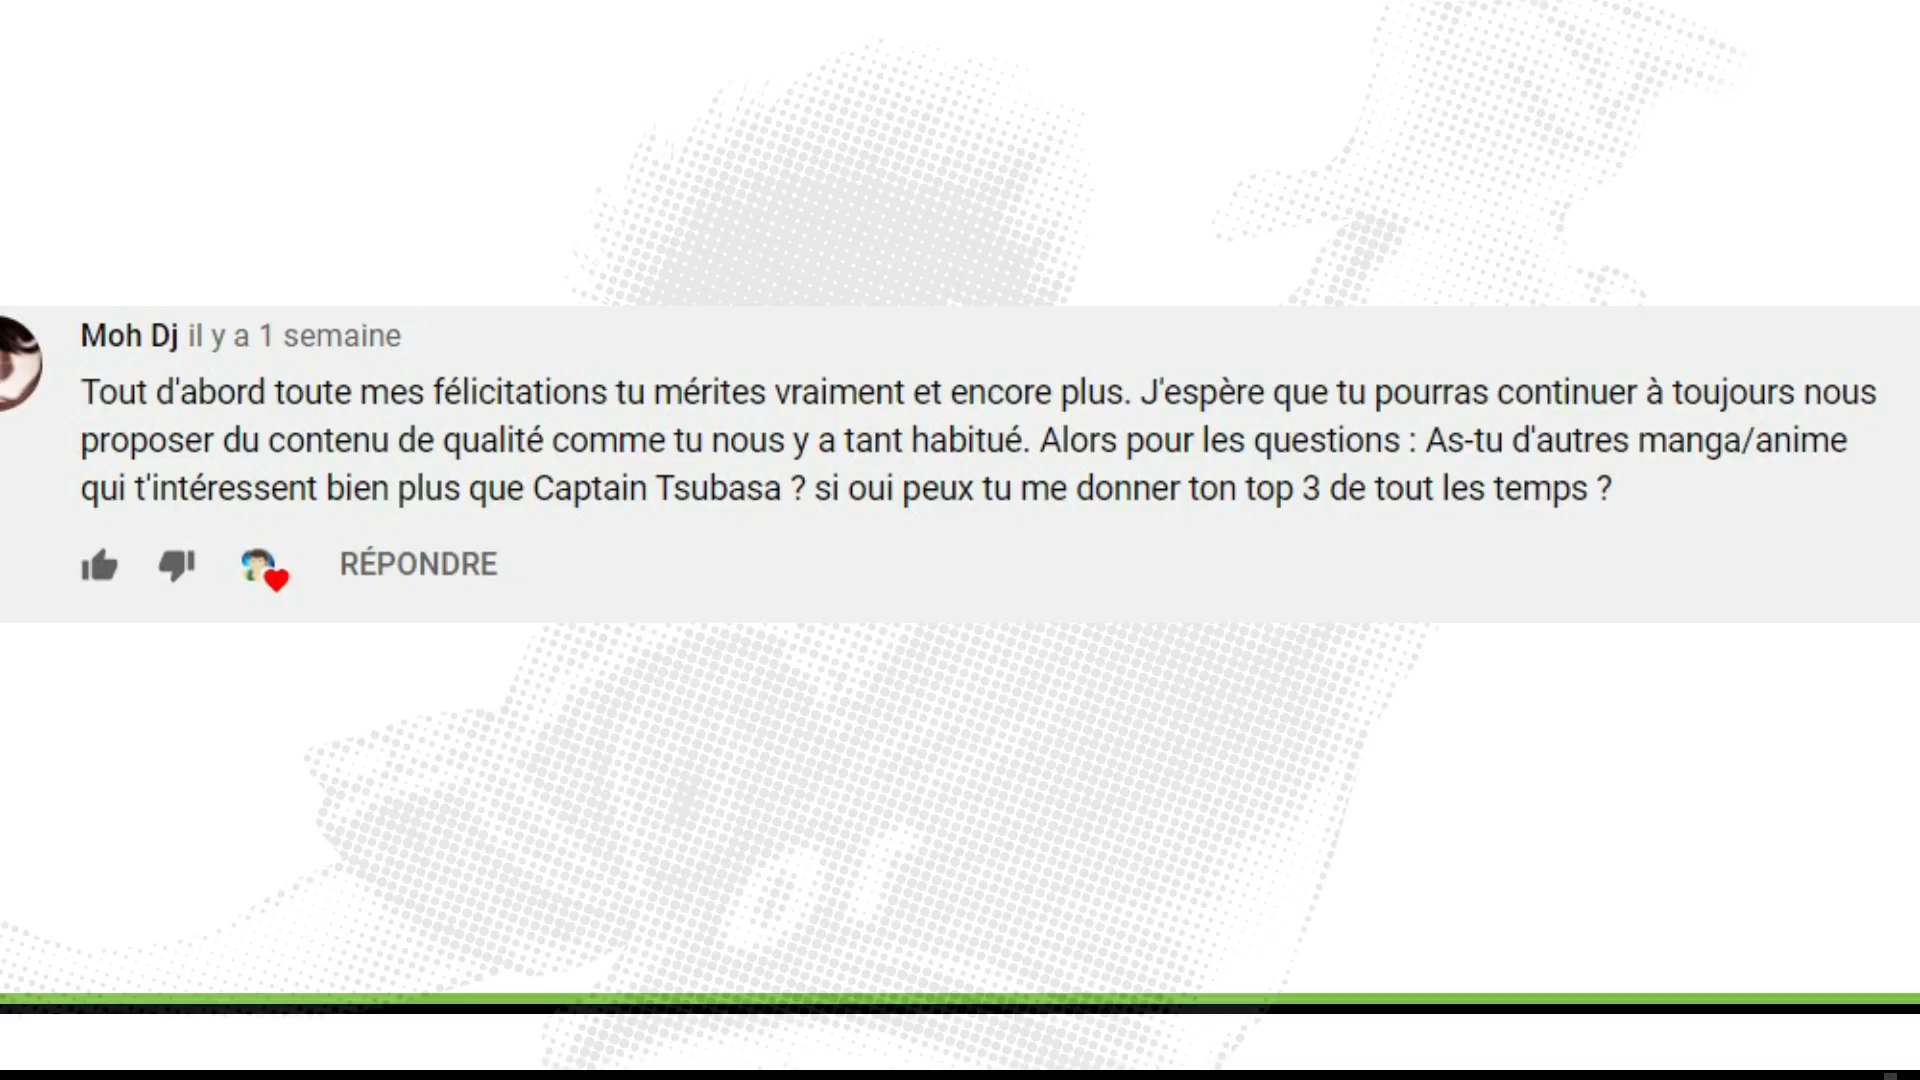 Moh Dj il y a 1 semaine
Tout d'abord toute mes félicitations tu mérites vraiment et encore plus. J'espère que tu pourras continuer à toujours nous
proposer du contenu de qualité comme tu nous y a tant habitué. Alors pour les questions : As-tu d'autres manga/anime
qui t'intéressent bien plus que Captain Tsubasa ? si oui peux tu me donner ton top 3 de tout les temps ?
RÉPONDRE